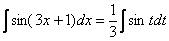 ∫sin(3x+1)dx = 1/3 ∫sin tdt